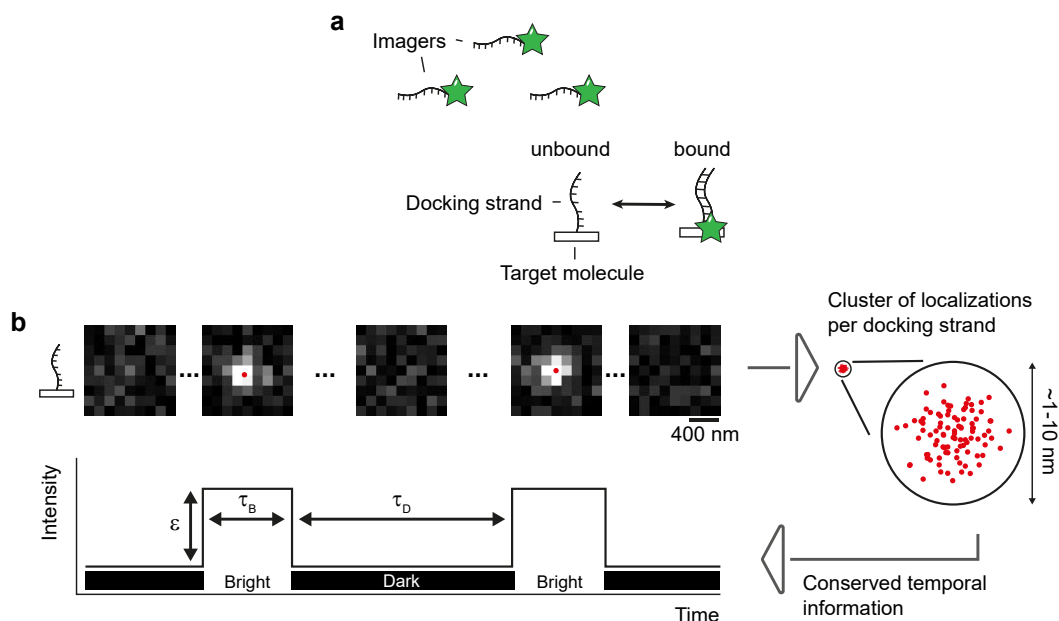 a
Imagers
unbound
bound
Docking strand
Target molecule
b
...
...
...
...
400 nm
Cluster of localizations
per docking strand
~1-10 nm
Intensity
ε
τB
τD
Bright
Dark
Bright
Time
Conserved temporal
information